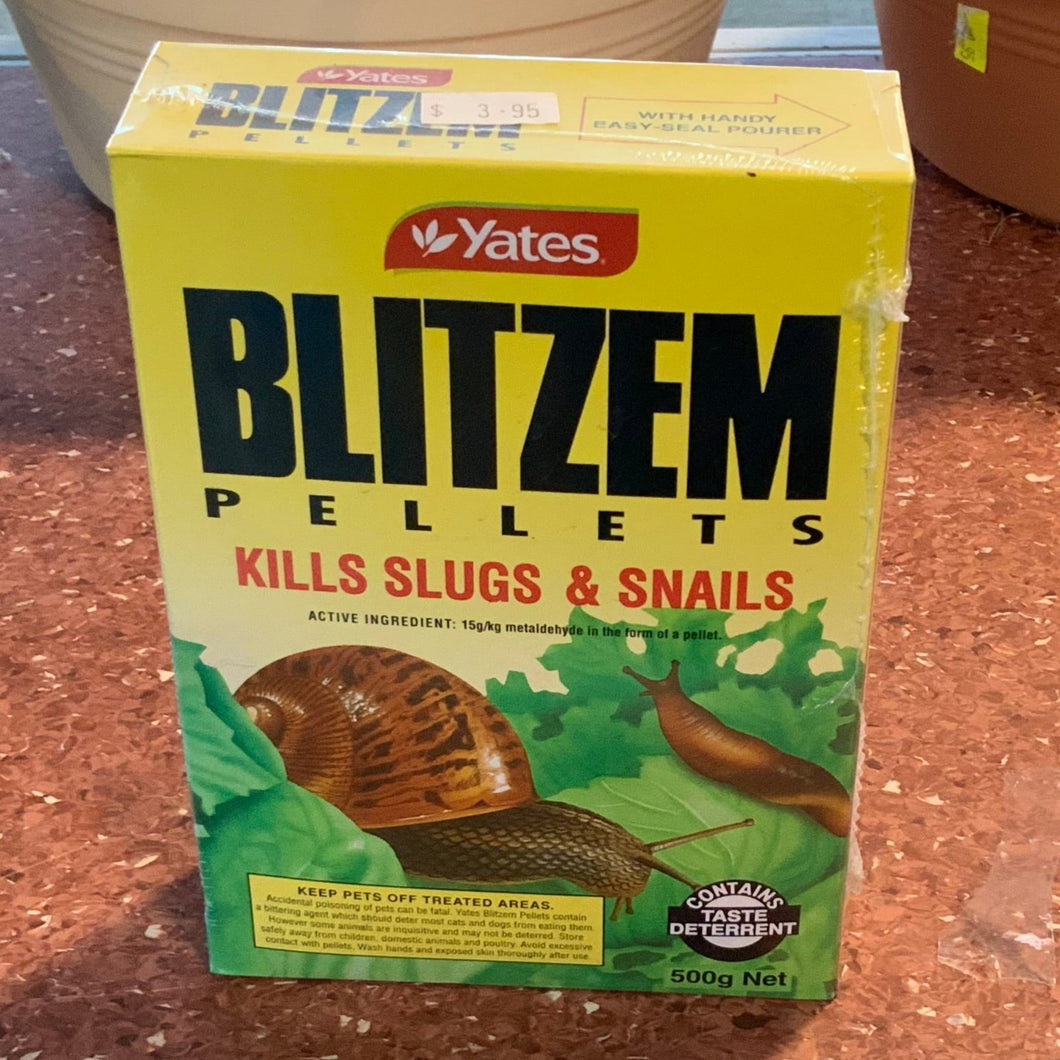 Yates
BLITZEM
$ 3.95
PELLETS
WITH HANDY
EASY-SEAL POURER
Yates
BLITZEM
PELLETS
KILLS SLUGS & SNAILS
ACTIVE INGREDIENT: 15g/kg metaldehyde in the form of a pellet.
KEEP PETS OFF TREATED AREAS.
Accidental poisoning of pets can be fatal. Yates Blitzem Pellets contain
a bittering agent which should deter most cats and dogs from eating them.
However some animals are inquisitive and may not be deterred. Store
safely away from children, domestic animals and poultry. Avoid excessive
contact with pellets. Wash hands and exposed skin thoroughly after use.
CONTAINS
TASTE
DETERRENT
500g Net